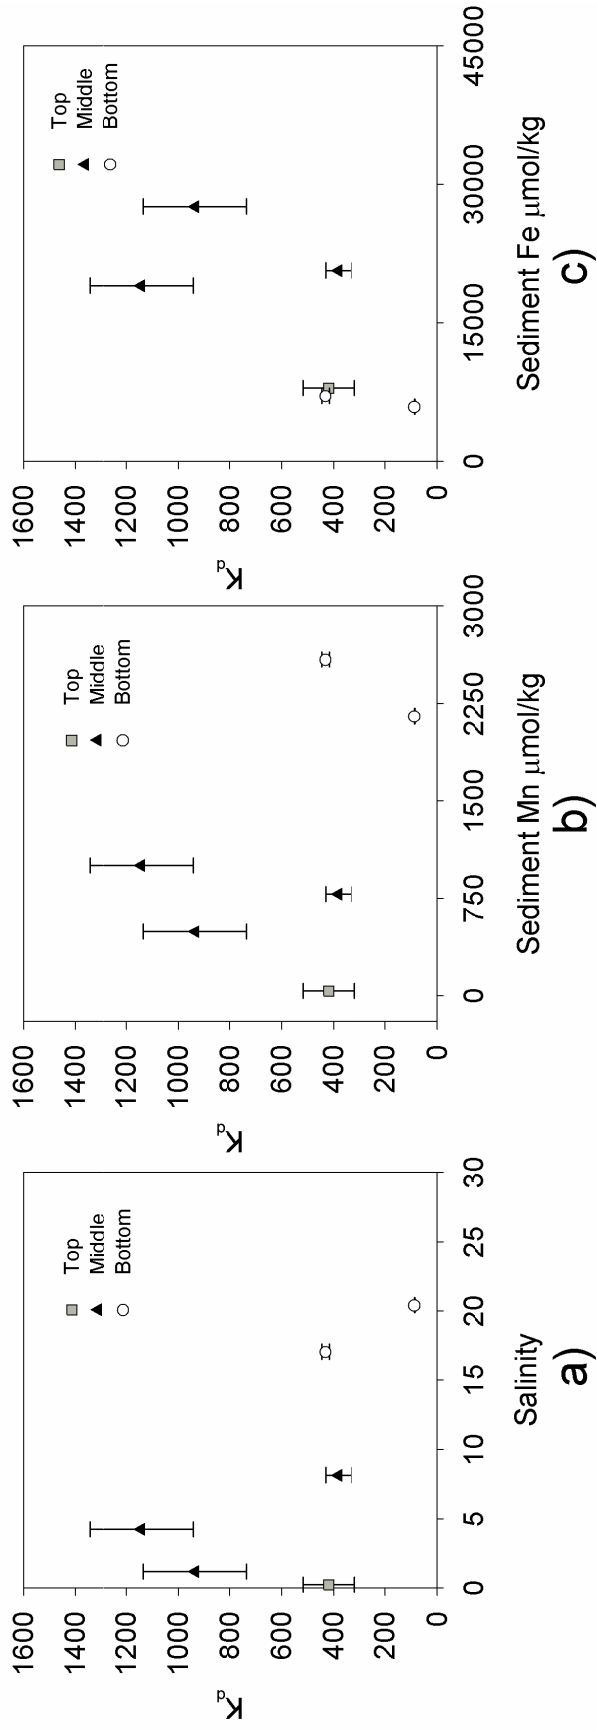 1600
1400
1200
1000
800
600
400
200
0
Kd
Top
Middle
Bottom
0
5
10
15
20
25
30
Salinity
a)
1600
1400
1200
1000
800
600
400
200
0
Kd
Top
Middle
Bottom
0
750
1500
2250
3000
Sediment Mn μmol/kg
b)
1600
1400
1200
1000
800
600
400
200
0
Kd
Top
Middle
Bottom
0
15000
30000
45000
Sediment Fe μmol/kg
c)